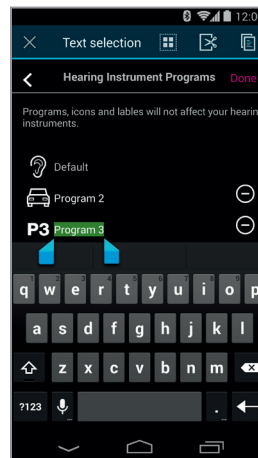 12:0
Text selection
Hearing Instrument Programs Done
Programs, icons and lables will not affect your hearin
instruments.
Default
Program 2
P3 Program 3
q w e r t y u i o p
a s d f g h j k l
z x c v b n m
?123 .